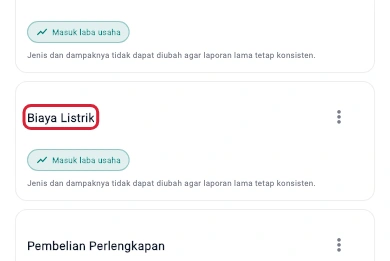 Masuk laba usaha
Jenis dan dampaknya tidak dapat diubah agar laporan lama tetap konsisten.
Biaya Listrik
Masuk laba usaha
Jenis dan dampaknya tidak dapat diubah agar laporan lama tetap konsisten.
Pembelian Perlengkapan